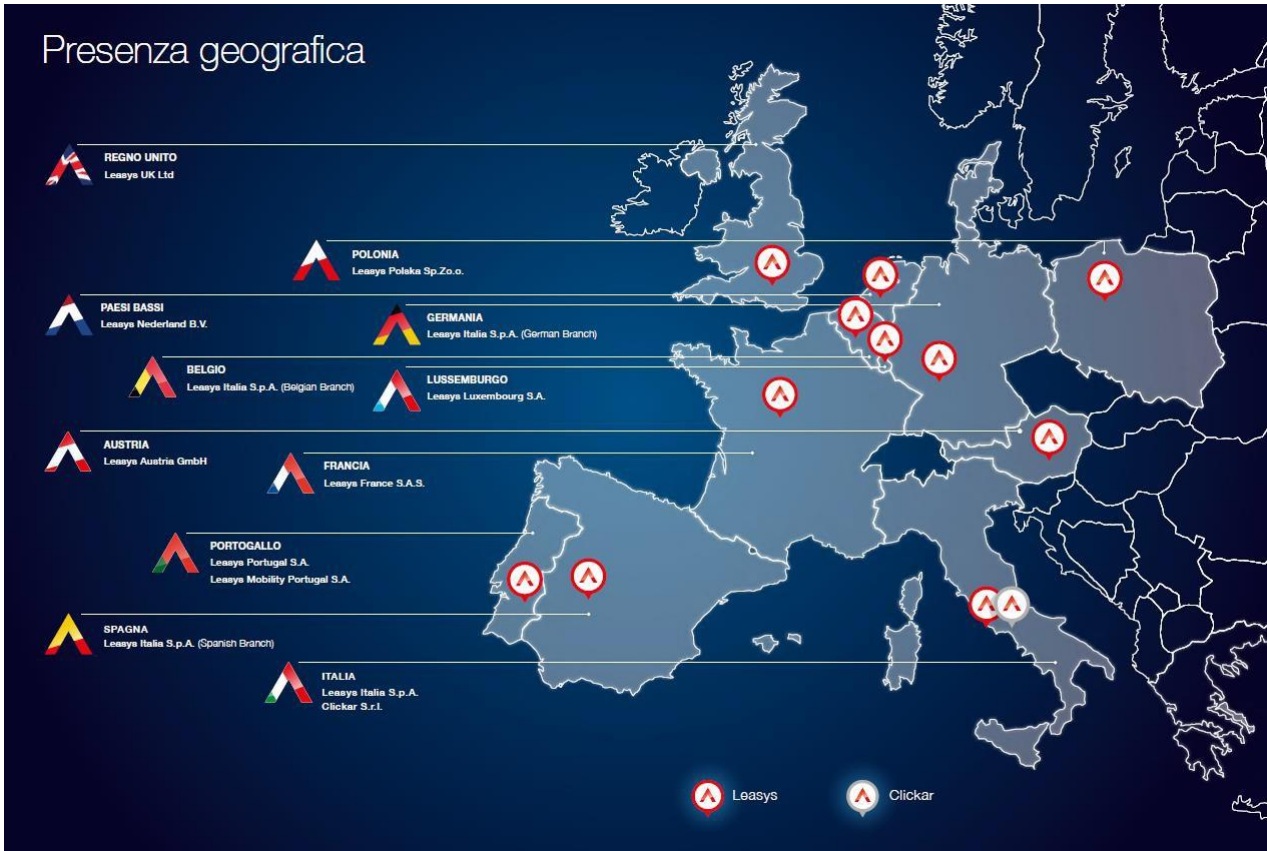 Presenza geografica
REGNO UNITO
Leasys UK Ltd
POLONIA
Leasys Polska Sp.Zo.o.
PAESI BASSI
Leasys Nederland B.V.
GERMANIA
Leasys Italia S.p.A. (German Branch)
BELGIO
Leasys Italia S.p.A. (Belgian Branch)
LUSSEMBURGO
Leasys Luxembourg S.A.
AUSTRIA
Leasys Austria GmbH
FRANCIA
Leasys France S.A.S.
PORTOGALLO
Leasys Portugal S.A.
Leasys Mobility Portugal S.A.
SPAGNA
Leasys Italia S.p.A. (Spanish Branch)
ITALIA
Leasys Italia S.p.A.
Clickar S.r.l.
Leasys
Clickar